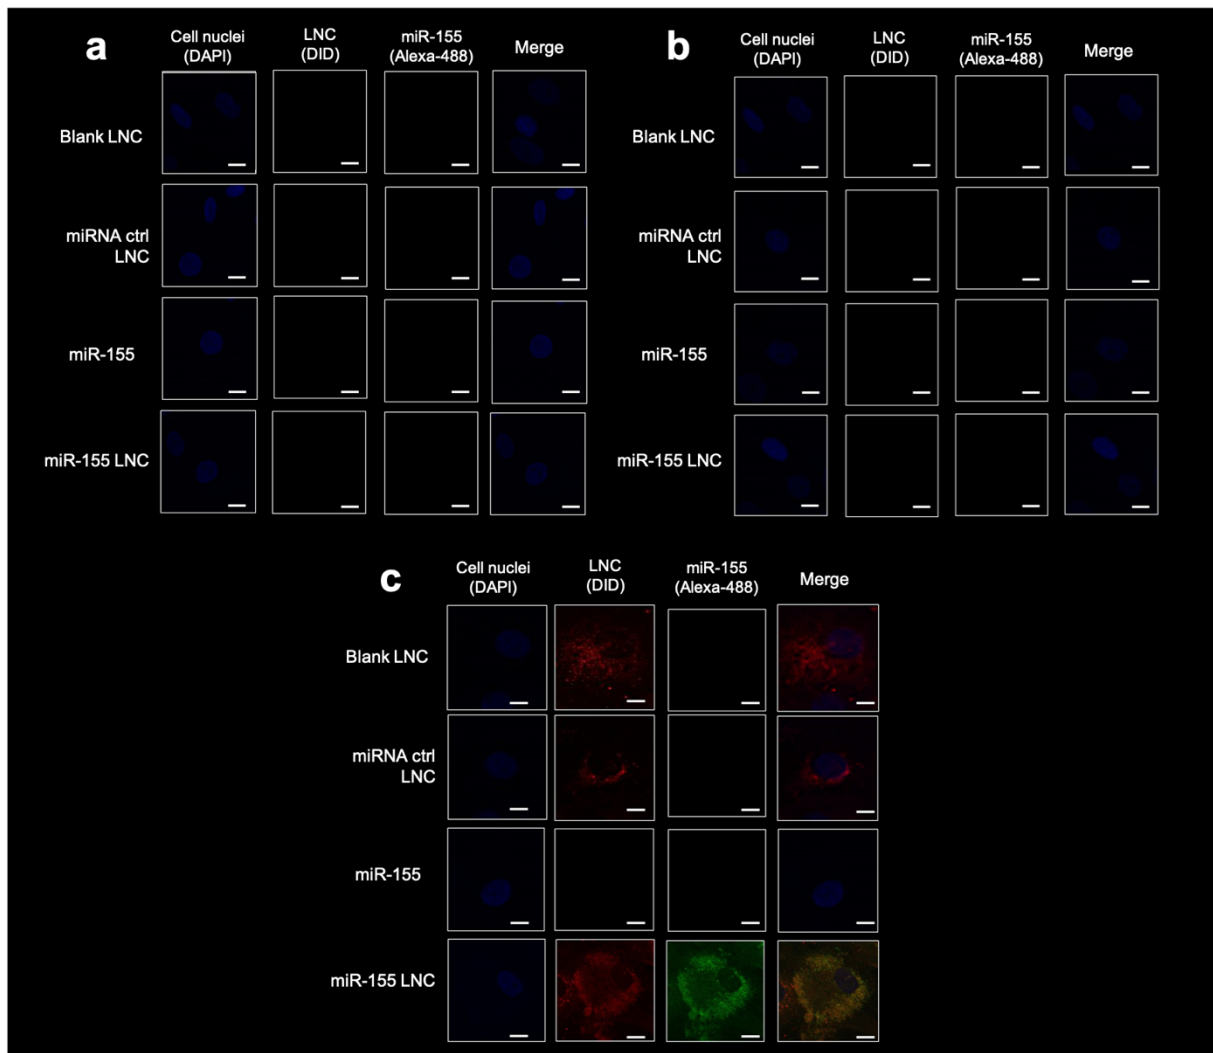 a
Cell nuclei
(DAPI)
LNC
(DID)
miR-155
(Alexa-488)
Merge
Blank LNC
miRNA ctrl
LNC
miR-155
miR-155 LNC
b
Cell nuclei
(DAPI)
LNC
(DID)
miR-155
(Alexa-488)
Merge
Blank LNC
miRNA ctrl
LNC
miR-155
miR-155 LNC
c
Cell nuclei
(DAPI)
LNC
(DID)
miR-155
(Alexa-488)
Merge
Blank LNC
miRNA ctrl
LNC
miR-155
miR-155 LNC